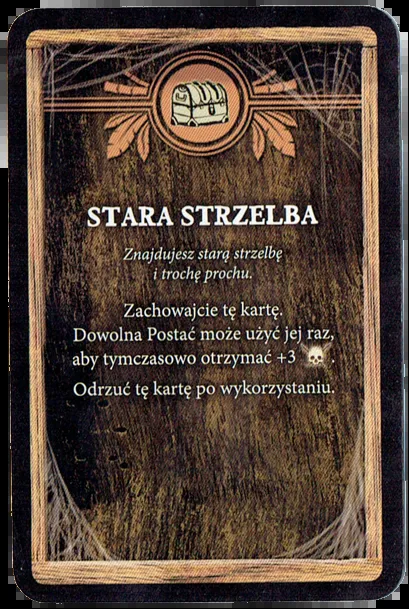 STARA STRZELBA
Znajdujesz starą strzelbę
i trochę prochu.
Zachowajcie tę kartę.
Dowolna Postać może użyć jej raz,
aby tymczasowo otrzymać +3 .
Odrzuć tę kartę po wykorzystaniu.